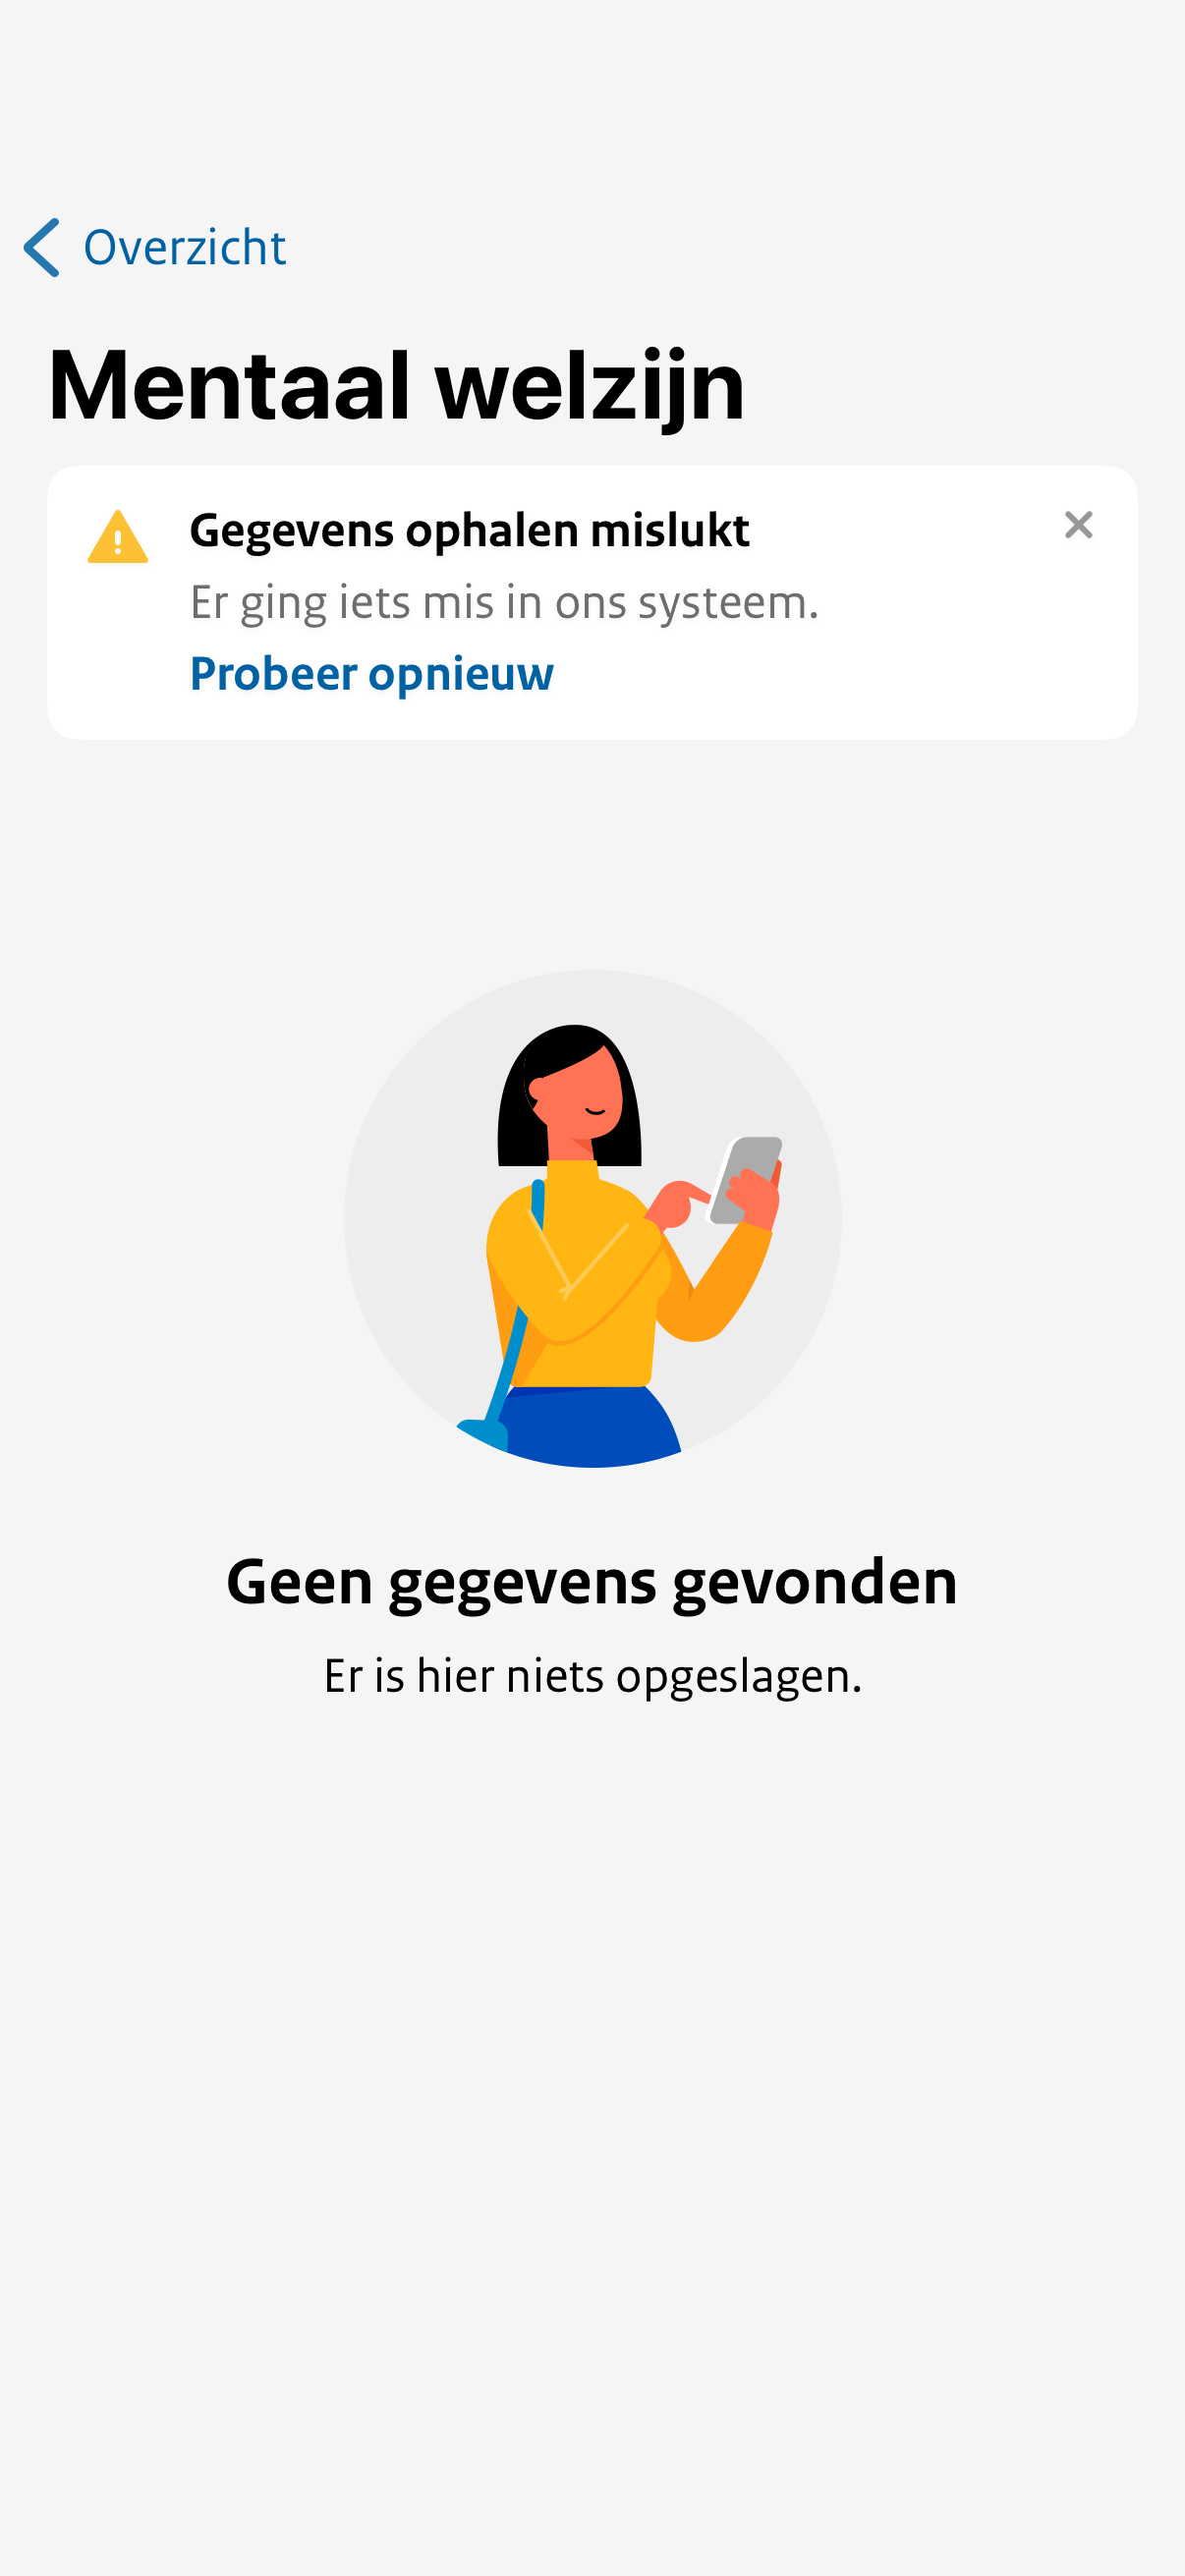 Overzicht
Mentaal welzijn
Gegevens ophalen mislukt
Er ging iets mis in ons systeem.
Probeer opnieuw
Geen gegevens gevonden
Er is hier niets opgeslagen.